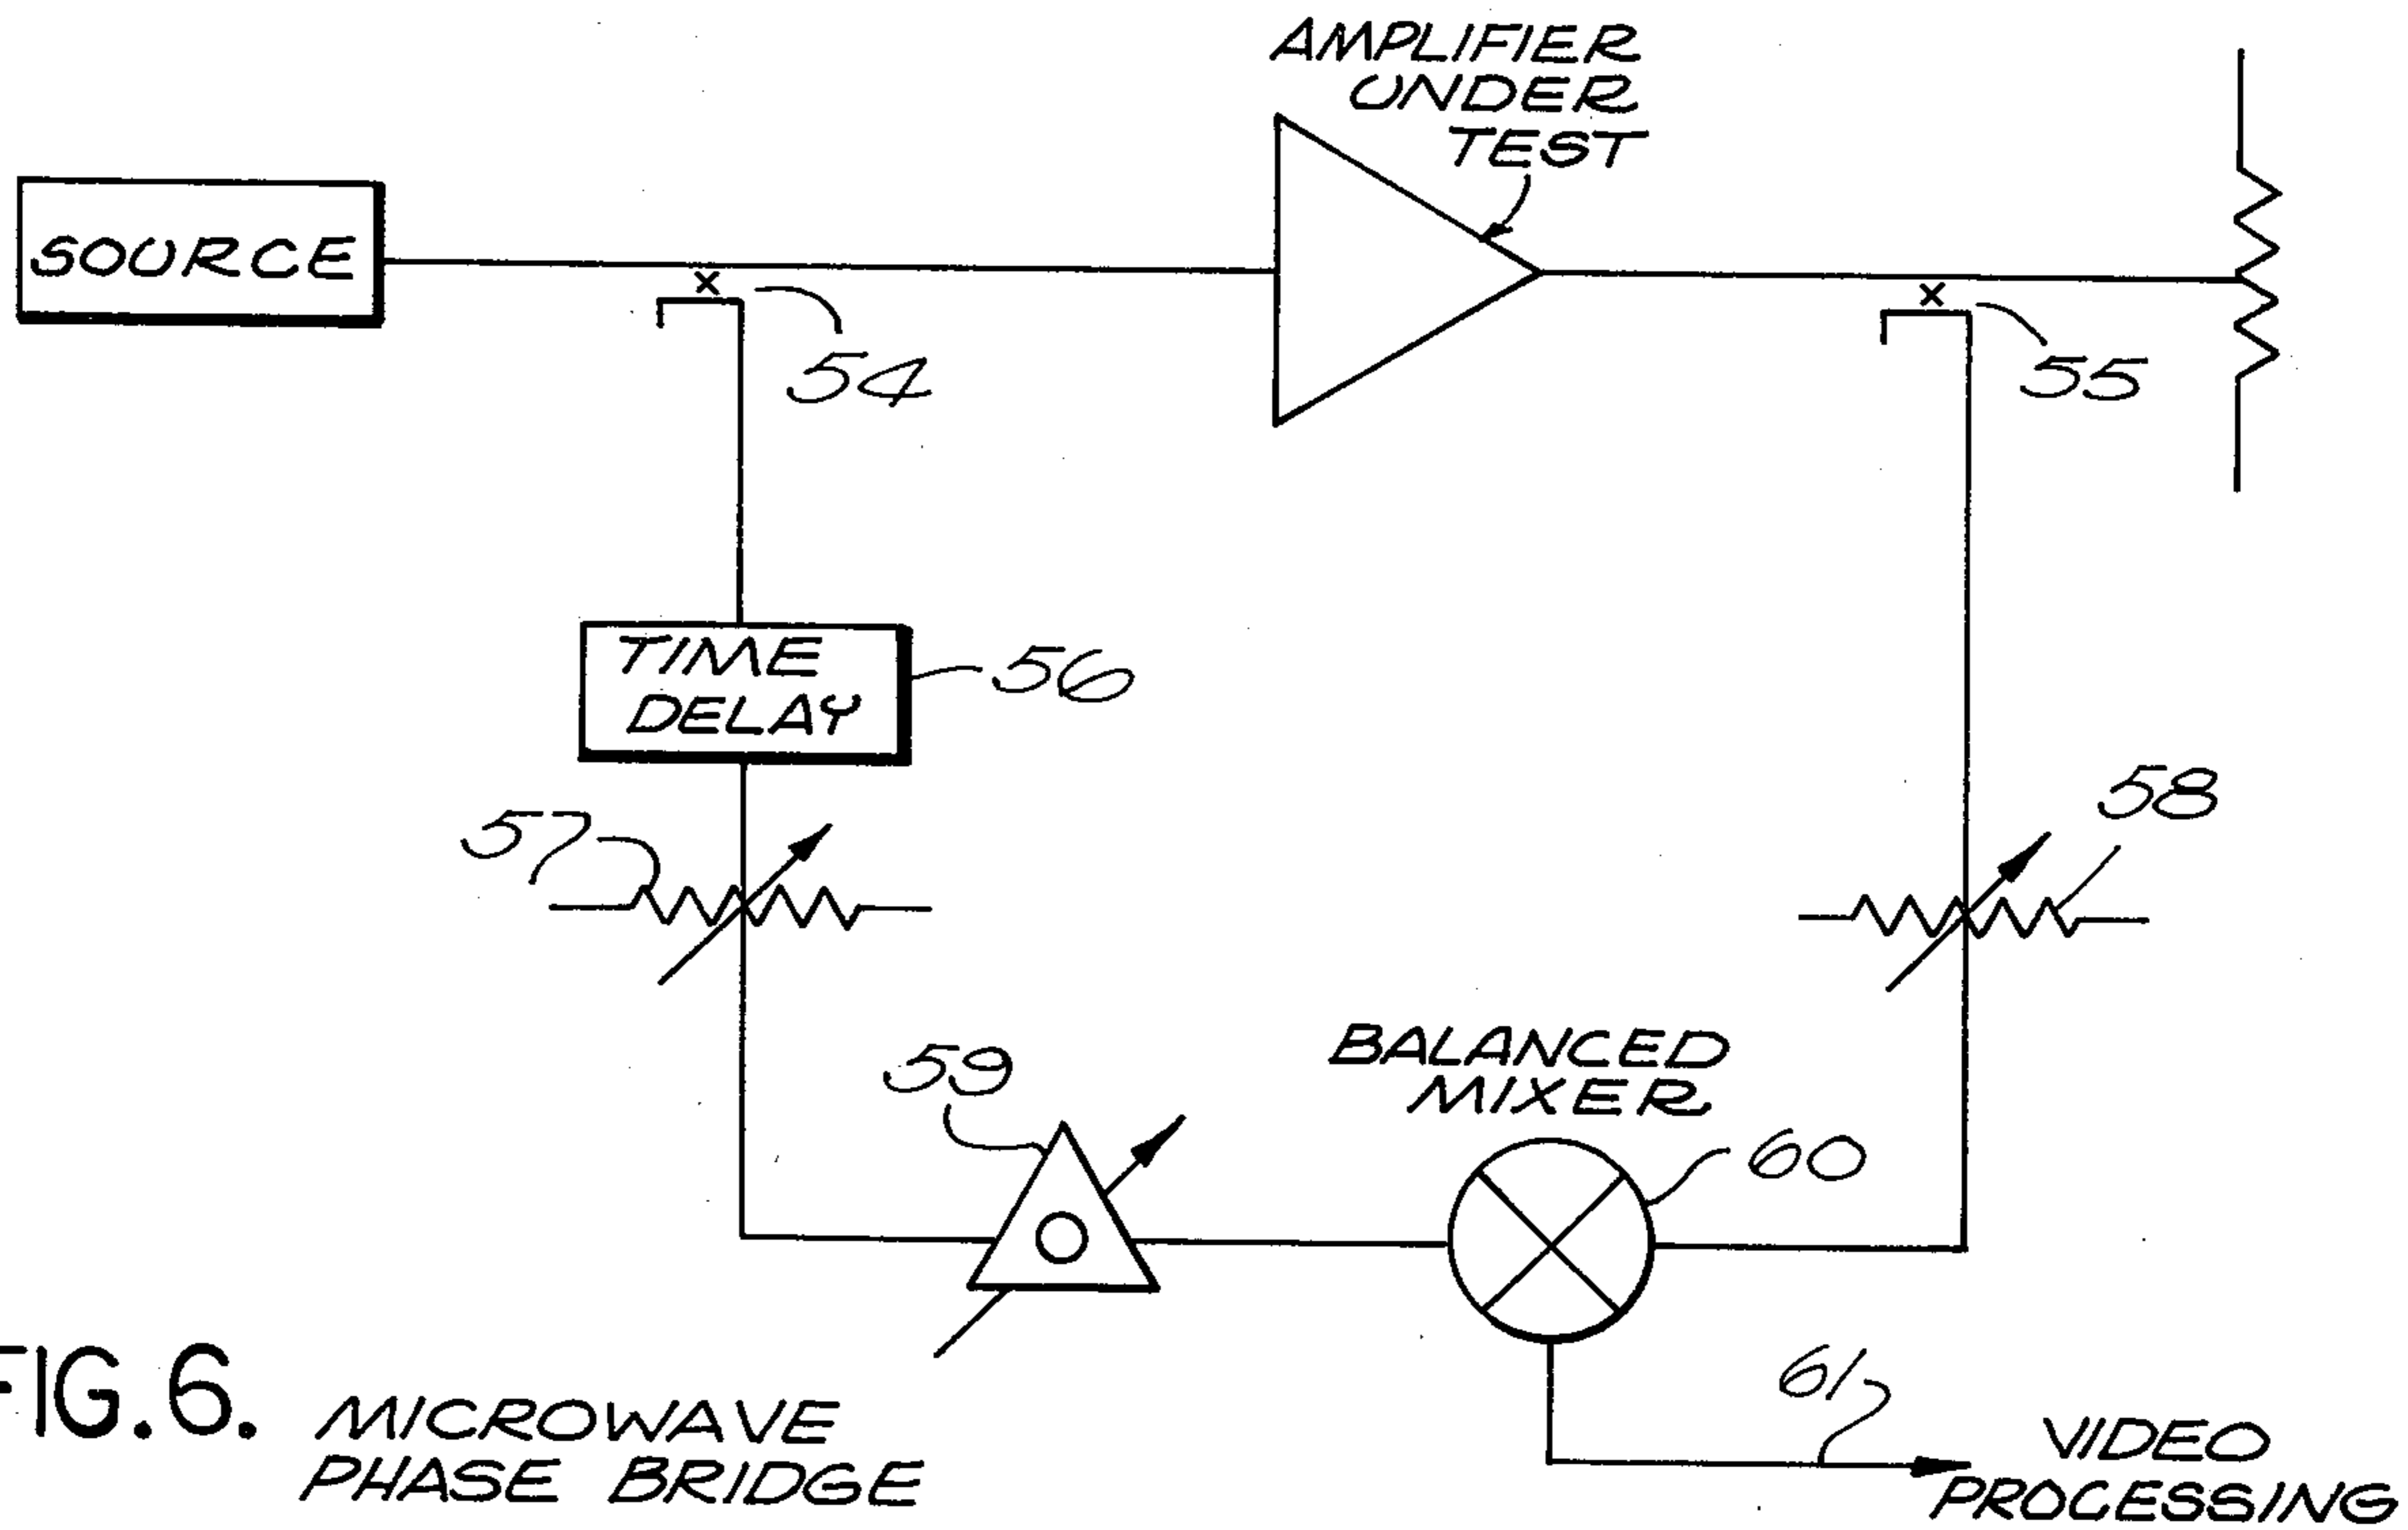 AMPLIFIER
UNDER
TEST
SOURCE
54
55
TIME
DELAY
56
57
58
59
BALANCED
MIXER
60
61
VIDEO
PROCESSING
FIG. 6.
MICROWAVE
PHASE BRIDGE